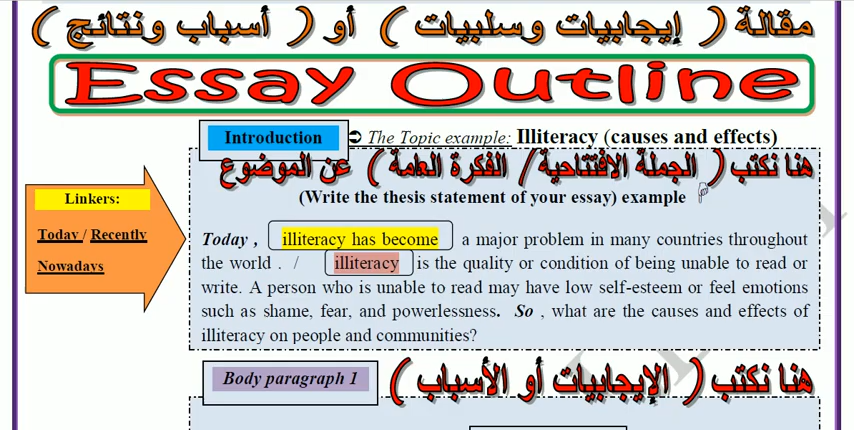 مقالة ( إيجابيات وسلبيات ) أو ( أسباب ونتائج )
Essay Outline
Introduction ➲ The Topic example: Illiteracy (causes and effects)
هنا نكتب ( الجملة الافتتاحية/ الفكرة العامة ) عن الموضوع
(Write the thesis statement of your essay) example ☟
Linkers:
Today / Recently
Nowadays
Today , illiteracy has become a major problem in many countries throughout
the world . / illiteracy is the quality or condition of being unable to read or
write. A person who is unable to read may have low self-esteem or feel emotions
such as shame, fear, and powerlessness. So , what are the causes and effects of
illiteracy on people and communities?
Body paragraph 1 هنا نكتب ( الإيجابيات أو الأسباب )